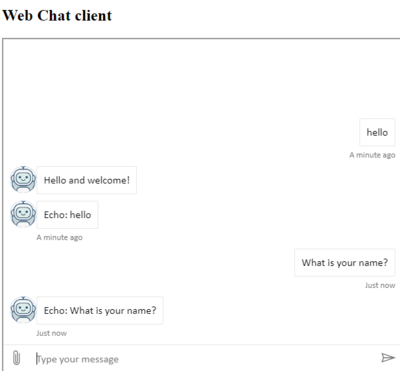 Web Chat client
hello
A minute ago
Hello and welcome!
Echo: hello
A minute ago
What is your name?
Just now
Echo: What is your name?
Just now
Type your message